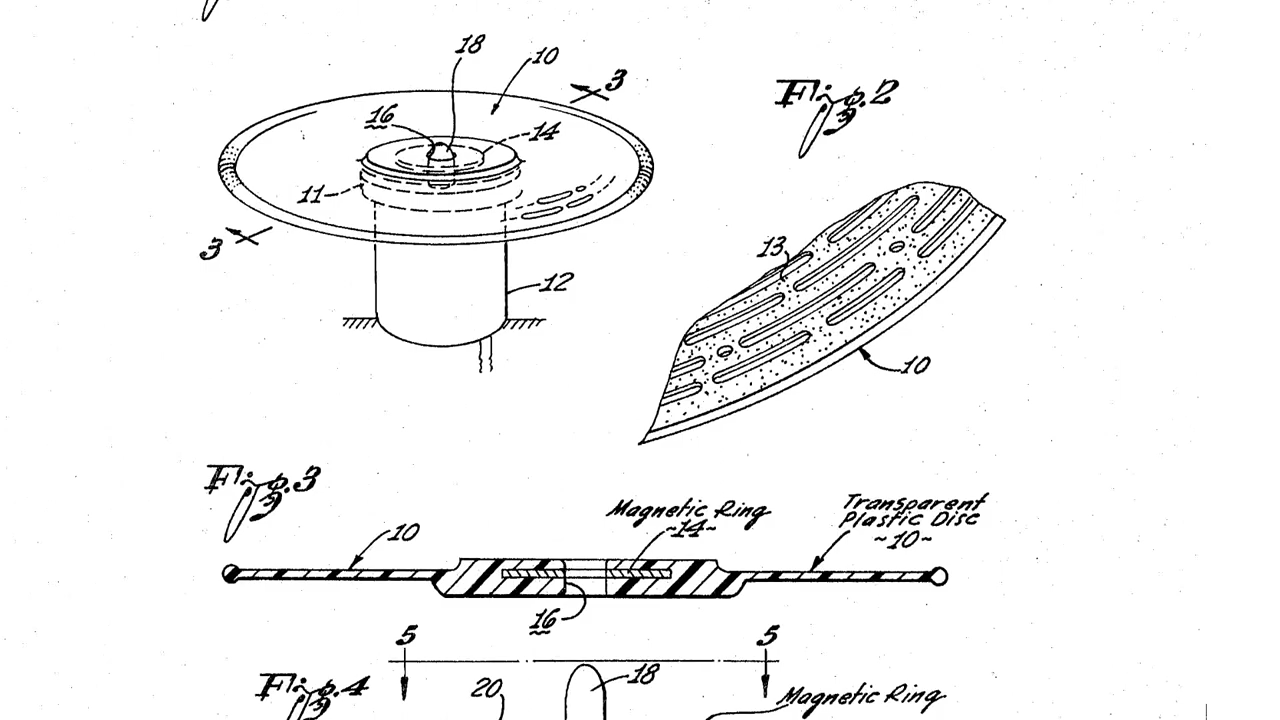 18
10
3
16
14
11
3
12
Fig. 2
13
10
Fig. 3
10
Magnetic Ring
~14~
Transparent
Plastic Disc
~10~
16
5
5
Fig. 4
20
18
Magnetic Ring